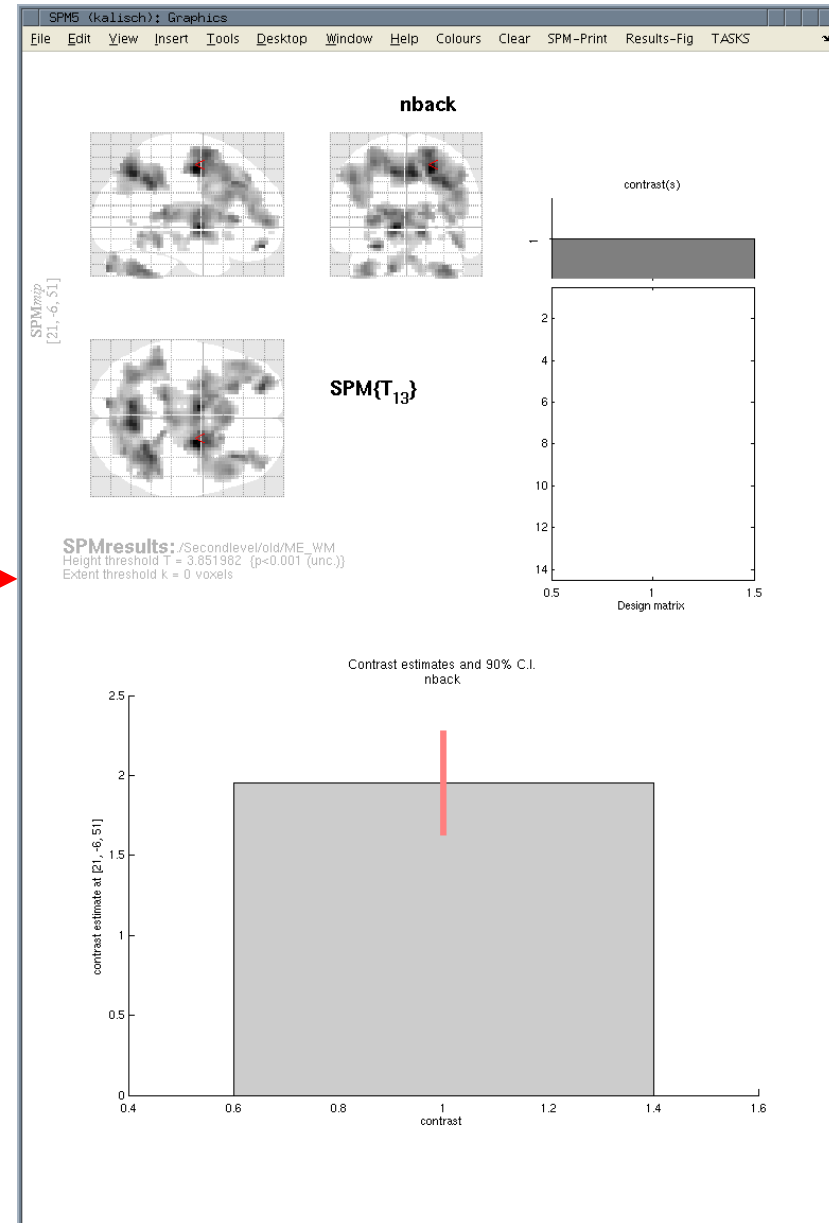 SPM5 (kalisch): Graphics
File Edit View Insert Tools Desktop Window Help Colours Clear SPM-Print Results-Fig TASKS
nback
SPMmip
[21, -6, 51]
contrast(s)
1
2
4
6
8
10
12
14
0.5 1 1.5
Design matrix
SPM{T13}
SPMresults: ./Secondlevel/old/ME_WM
Height threshold T = 3.851982 {p<0.001 (unc.)}
Extent threshold k = 0 voxels
Contrast estimates and 90% C.I.
nback
contrast estimate at [21, -6, 51]
2.5
2
1.5
1
0.5
0
0.4 0.6 0.8 1 1.2 1.4 1.6
contrast